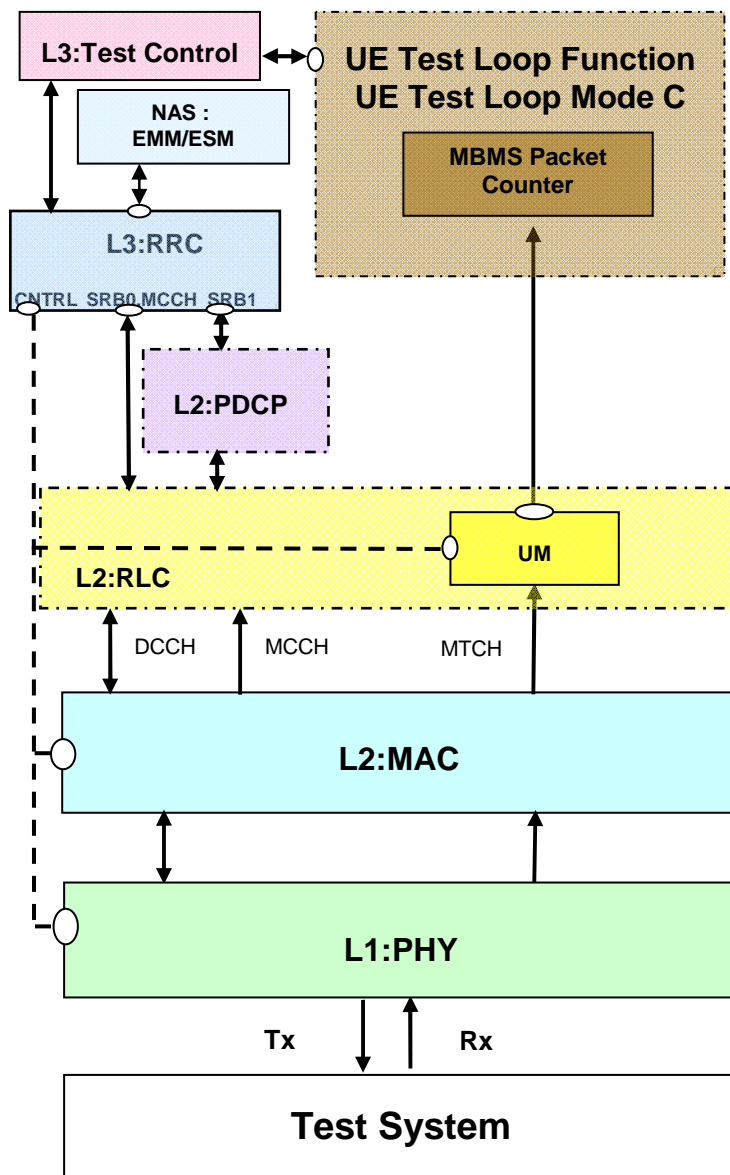 L3:Test Control
UE Test Loop Function
UE Test Loop Mode C
NAS :
EMM/ESM
MBMS Packet
Counter
L3:RRC
CNTRL SRB0,MCCH SRB1
L2:PDCP
UM
L2:RLC
DCCH
MCCH
MTCH
L2:MAC
L1:PHY
Tx
Rx
Test System